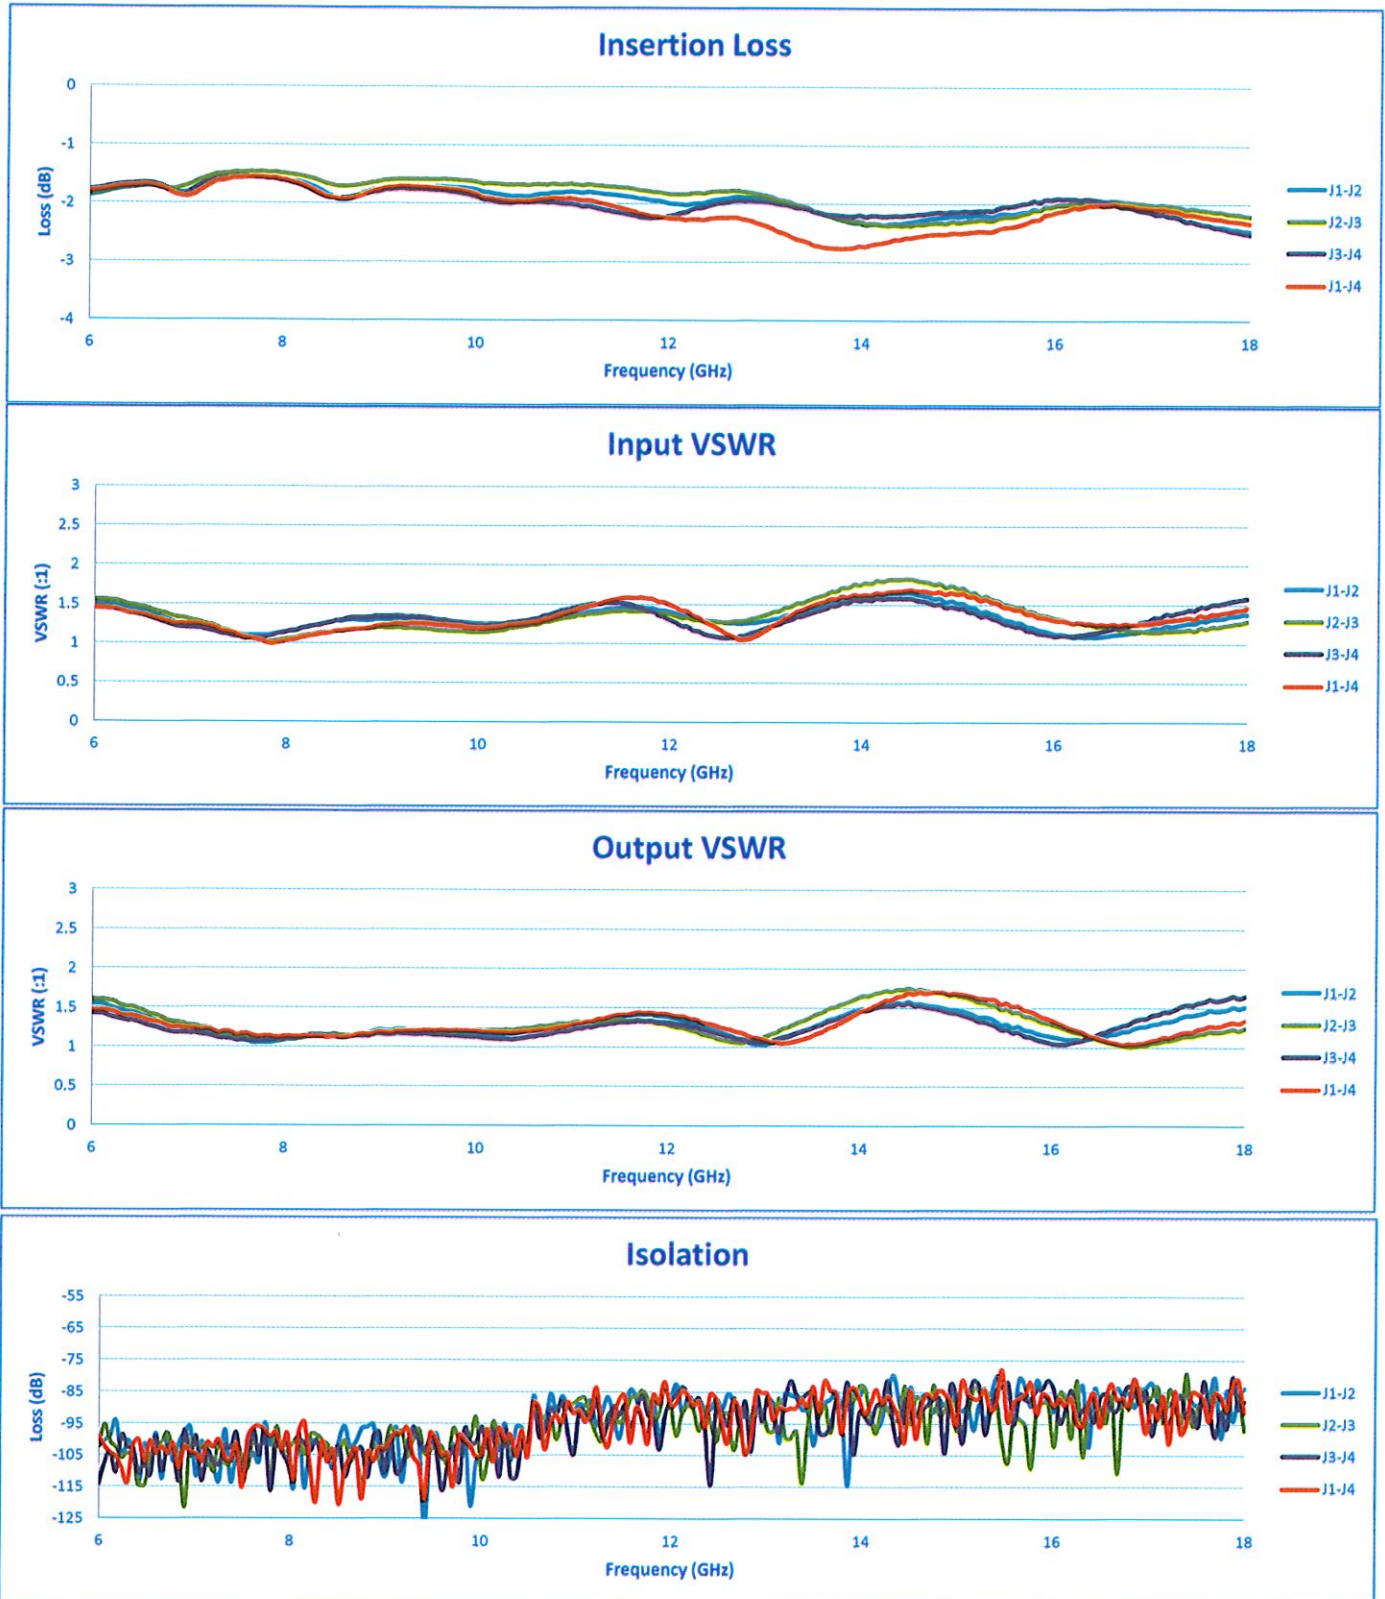 Insertion Loss
0
-1
-2
-3
-4
Loss (dB)
6 8 10 12 14 16 18
Frequency (GHz)
J1-J2
J2-J3
J3-J4
J1-J4
Input VSWR
3
2.5
2
1.5
1
0.5
0
VSWR (:1)
6 8 10 12 14 16 18
Frequency (GHz)
J1-J2
J2-J3
J3-J4
J1-J4
Output VSWR
3
2.5
2
1.5
1
0.5
0
VSWR (:1)
6 8 10 12 14 16 18
Frequency (GHz)
J1-J2
J2-J3
J3-J4
J1-J4
Isolation
-55
-65
-75
-85
-95
-105
-115
-125
Loss (dB)
6 8 10 12 14 16 18
Frequency (GHz)
J1-J2
J2-J3
J3-J4
J1-J4